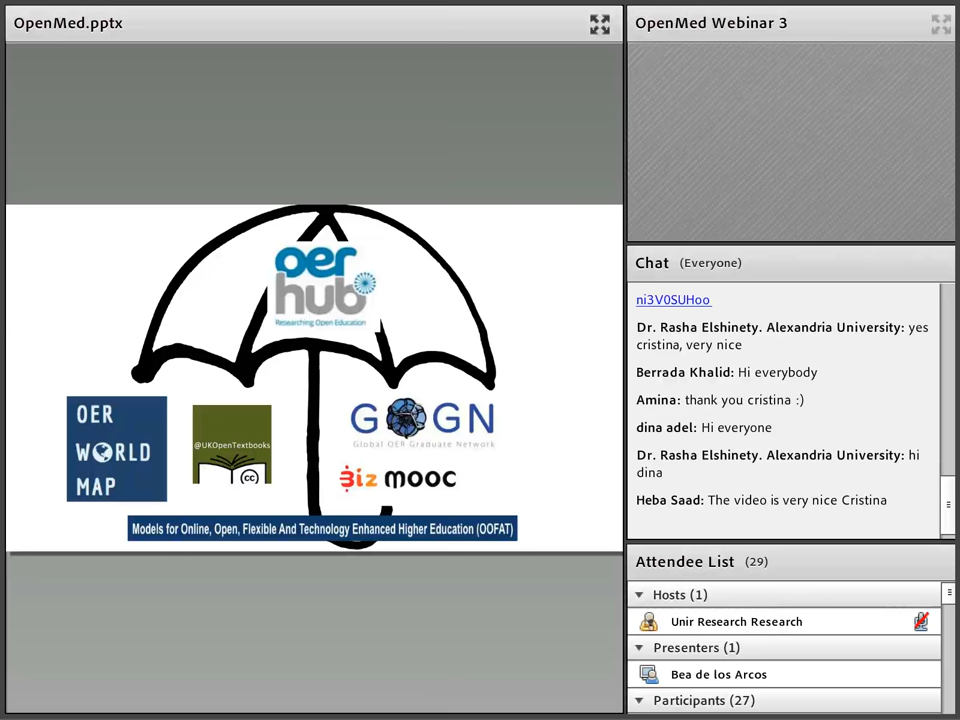 OpenMed.pptx
oer
hub
Researching Open Education
OER
WORLD
MAP
@UKOpenTextbooks
cc
GOGN
Global OER Graduate Network
Biz mooc
Models for Online, Open, Flexible And Technology Enhanced Higher Education (OOFAT)
OpenMed Webinar 3
Chat (Everyone)
ni3V0SUHoo
Dr. Rasha Elshinety. Alexandria University: yes
cristina, very nice
Berrada Khalid: Hi everybody
Amina: thank you cristina :)
dina adel: Hi everyone
Dr. Rasha Elshinety. Alexandria University: hi
dina
Heba Saad: The video is very nice Cristina
Attendee List (29)
Hosts (1)
Unir Research Research
Presenters (1)
Bea de los Arcos
Participants (27)